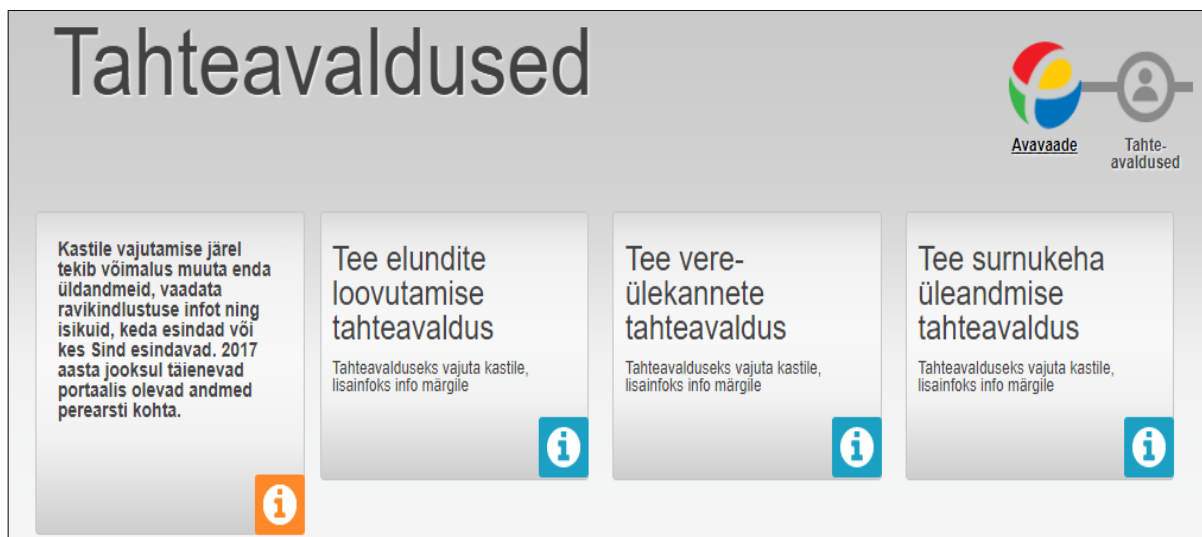 Tahteavaldused
Avavaade
Tahte-
avaldused
Kastile vajutamise järel
tekib võimalus muuta enda
üldandmeid, vaadata
ravikindlustuse infot ning
isikuid, keda esindad või
kes Sind esindavad. 2017
aasta jooksul täienevad
portaalis olevad andmed
perearsti kohta.
Tee elundite
loovutamise
tahteavaldus
Tahteavalduseks vajuta kastile,
lisainfoks info märgile
Tee vere-
ülekannete
tahteavaldus
Tahteavalduseks vajuta kastile,
lisainfoks info märgile
Tee surnukeha
üleandmise
tahteavaldus
Tahteavalduseks vajuta kastile,
lisainfoks info märgile